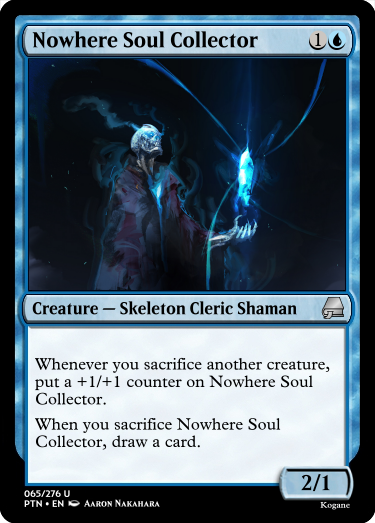 Nowhere Soul Collector 1
Creature — Skeleton Cleric Shaman
Whenever you sacrifice another creature,
put a +1/+1 counter on Nowhere Soul
Collector.
When you sacrifice Nowhere Soul
Collector, draw a card.
2/1
065/276 U
PTN • EN Aaron Nakahara
Kogane